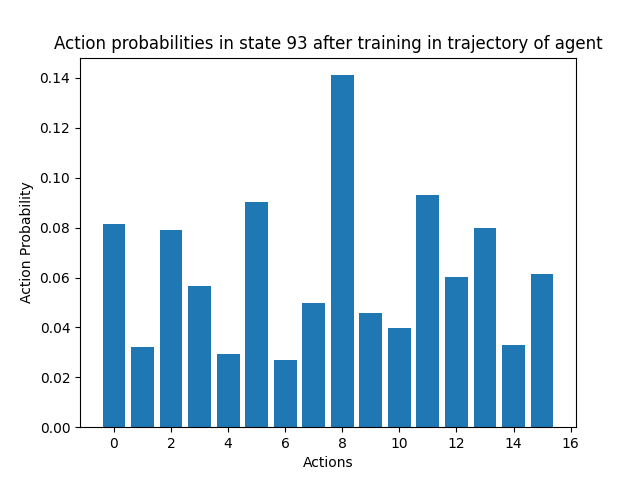 Action probabilities in state 93 after training in trajectory of agent
0.14
0.12
0.10
0.08
0.06
0.04
0.02
0.00
Action Probability
0 2 4 6 8 10 12 14 16
Actions